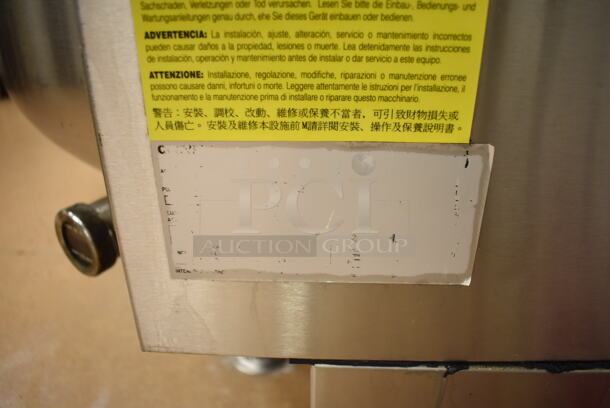 Sachschaden, Verletzungen oder Tod verursachen. Lesen Sie bitte die Einbau-, Bedienungs- und
Wartungsanleitungen genau durch, ehe Sie dieses Gerät einbauen oder bedienen.
ADVERTENCIA: La instalación, ajuste, alteración, servicio o mantenimiento incorrectos
pueden causar daños a la propiedad, lesiones o muerte. Lea detenidamente las instrucciones
de instalación, operación y mantenimiento antes de instalar o dar servicio a este equipo.
ATTENZIONE: Installazione, regolazione, modifiche, riparazioni o manutenzione erronee
possono causare danni, infortuni o morte. Leggere attentamente le istruzioni per l'installazione, il
funzionamento e la manutenzione prima di installare o riparare questo macchinario.
警告：安裝、調校、改動、維修或保養不當者，可引致財物損失或
人員傷亡。安裝及維修本設施前M請詳閱安裝、操作及保養說明書。
PCI
AUCTION GROUP